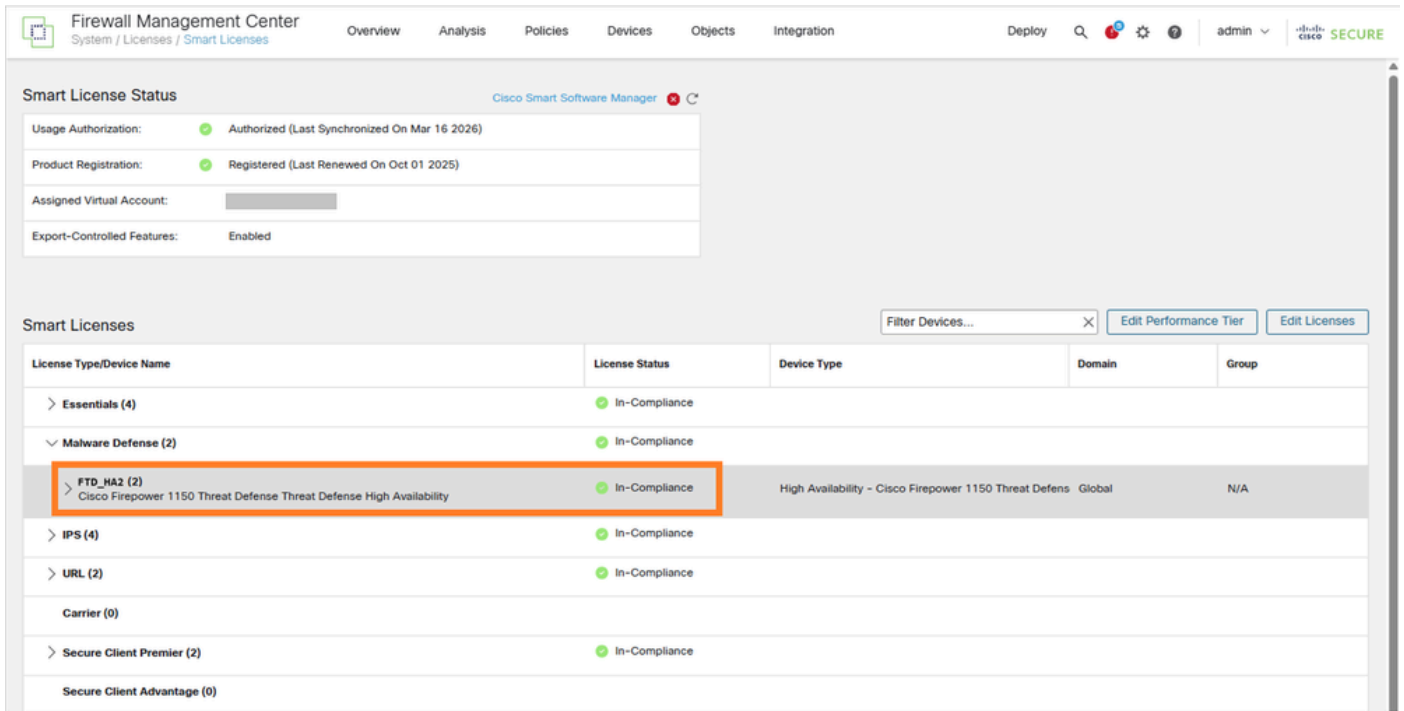 Firewall Management Center
System / Licenses / Smart Licenses
Overview Analysis Policies Devices Objects Integration Deploy admin CISCO SECURE
Smart License Status
Cisco Smart Software Manager
Usage Authorization: Authorized (Last Synchronized On Mar 16 2026)
Product Registration: Registered (Last Renewed On Oct 01 2025)
Assigned Virtual Account:
Export-Controlled Features: Enabled
Smart Licenses
Filter Devices... Edit Performance Tier Edit Licenses
License Type/Device Name License Status Device Type Domain Group
Essentials (4) In-Compliance
Malware Defense (2) In-Compliance
FTD_HA2 (2)
Cisco Firepower 1150 Threat Defense Threat Defense High Availability In-Compliance High Availability - Cisco Firepower 1150 Threat Defens Global N/A
IPS (4) In-Compliance
URL (2) In-Compliance
Carrier (0)
Secure Client Premier (2) In-Compliance
Secure Client Advantage (0)